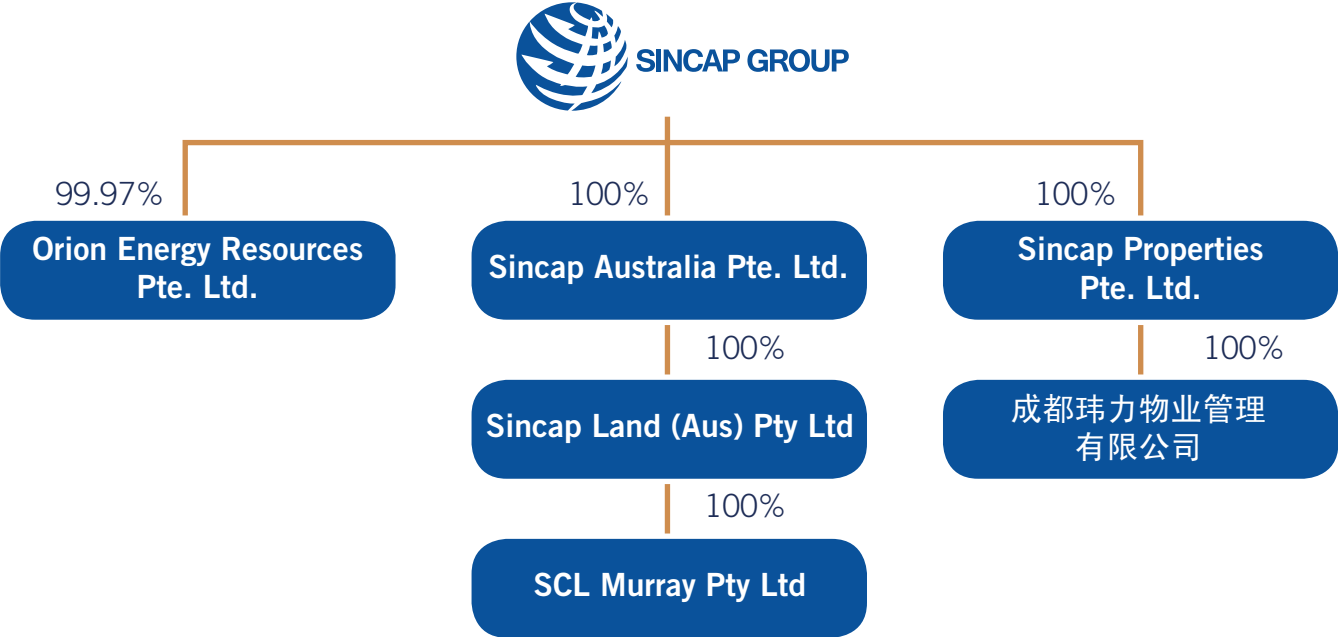 SINCAP GROUP
99.97%
100%
100%
Orion Energy Resources
Pte. Ltd.
Sincap Australia Pte. Ltd.
Sincap Properties
Pte. Ltd.
100%
100%
Sincap Land (Aus) Pty Ltd
成都玮力物业管理
有限公司
100%
SCL Murray Pty Ltd